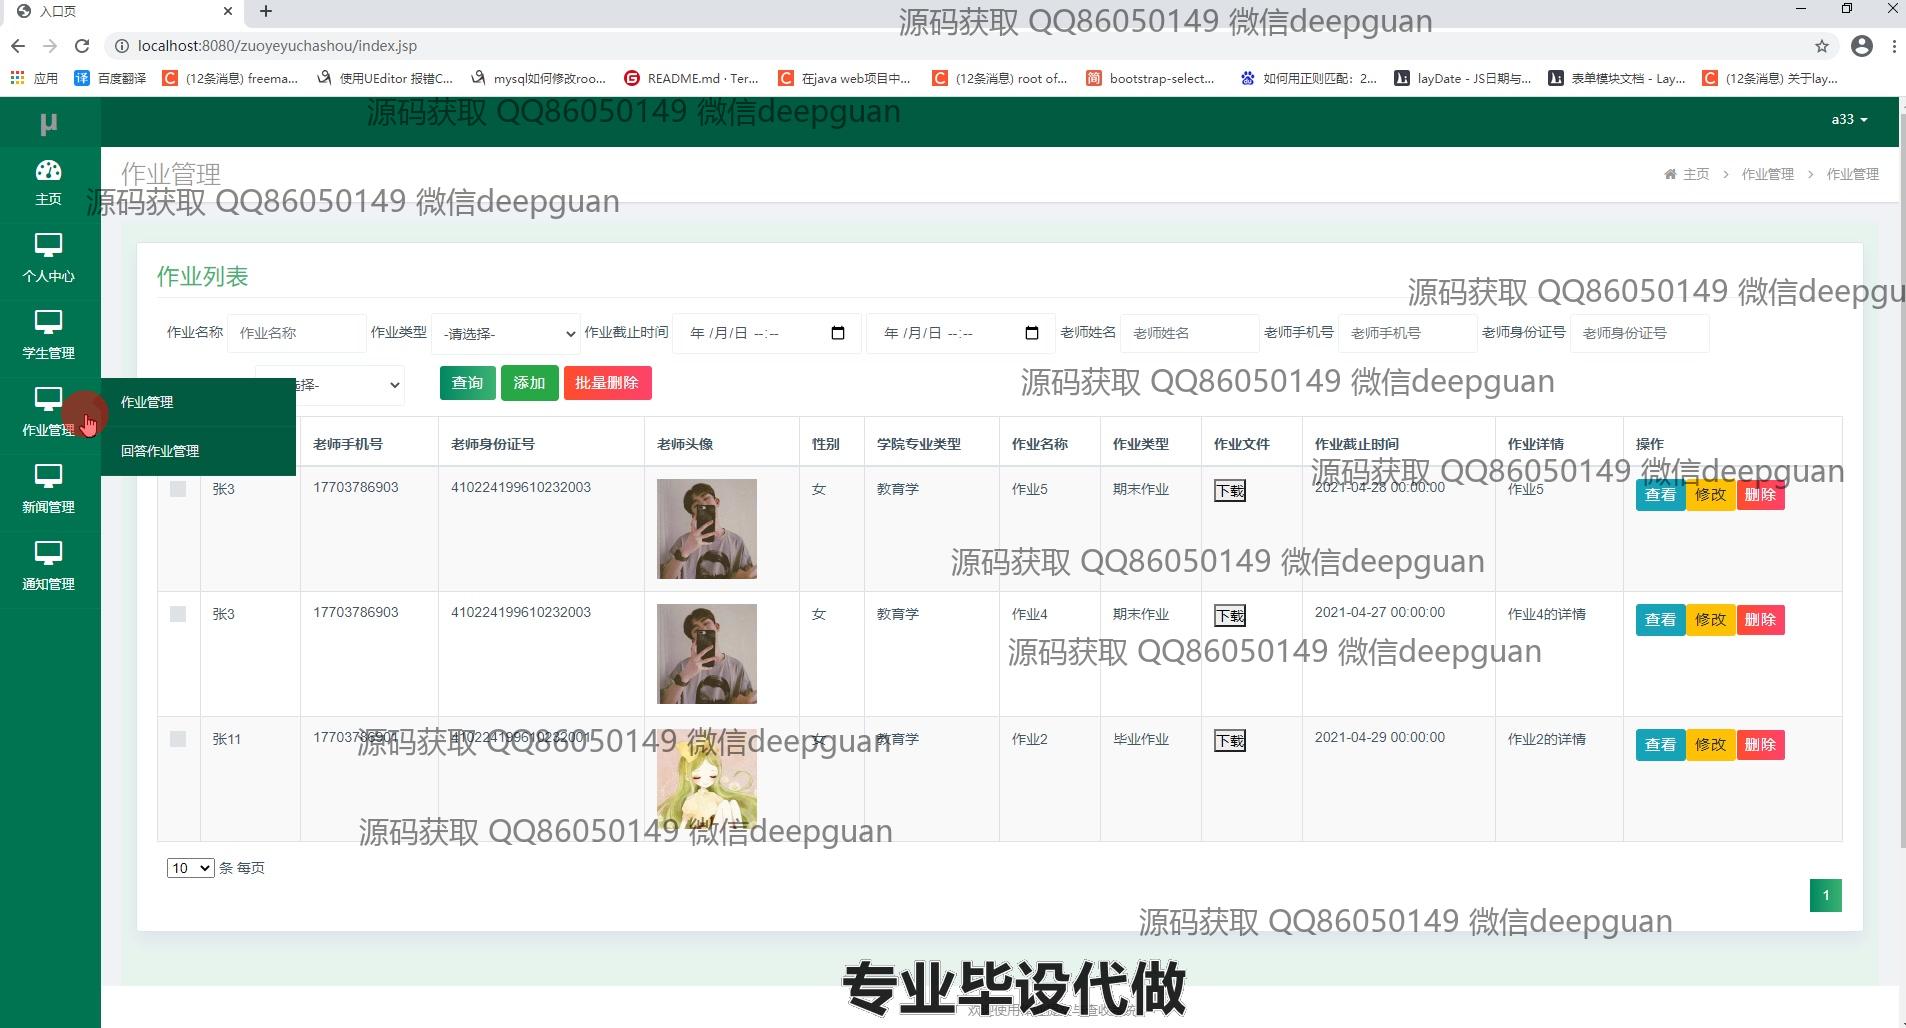 入口页
源码获取 QQ86050149 微信deepguan
localhost:8080/zuoyeyuchashou/index.jsp
应用 百度翻译 (12条消息) freema... 使用UEditor 报错C... mysql如何修改roo... README.md · Ter... 在java web项目中... (12条消息) root of... bootstrap-select... 如何用正则匹配：2... layDate - JS日期与... 表单模块文档 - Lay... (12条消息) 关于lay...
μ 源码获取 QQ86050149 微信deepguan a33
主页
作业管理 主页 > 作业管理 > 作业管理
源码获取 QQ86050149 微信deepguan
个人中心
作业列表
源码获取 QQ86050149 微信deepgu
作业名称 作业名称 作业类型 -请选择- 作业截止时间 年 /月/日 --:-- 年 /月/日 --:-- 老师姓名 老师姓名 老师手机号 老师手机号 老师身份证号 老师身份证号
学生管理
择- 查询 添加 批量删除
源码获取 QQ86050149 微信deepguan
作业管理
作业管理
回答作业管理
老师手机号 老师身份证号 老师头像 性别 学院专业类型 作业名称 作业类型 作业文件 作业截止时间 作业详情 操作
源码获取 QQ86050149 微信deepguan
张3 17703786903 410224199610232003 女 教育学 作业5 期末作业 下载 2021-04-28 00:00:00 作业5 查看 修改 删除
新闻管理
源码获取 QQ86050149 微信deepguan
通知管理
张3 17703786903 410224199610232003 女 教育学 作业4 期末作业 下载 2021-04-27 00:00:00 作业4的详情 查看 修改 删除
源码获取 QQ86050149 微信deepguan
张11 17703786901 410224199610232001 女 教育学 作业2 毕业作业 下载 2021-04-29 00:00:00 作业2的详情 查看 修改 删除
源码获取 QQ86050149 微信deepguan
源码获取 QQ86050149 微信deepguan
10 条 每页
1
源码获取 QQ86050149 微信deepguan
专业毕设代做